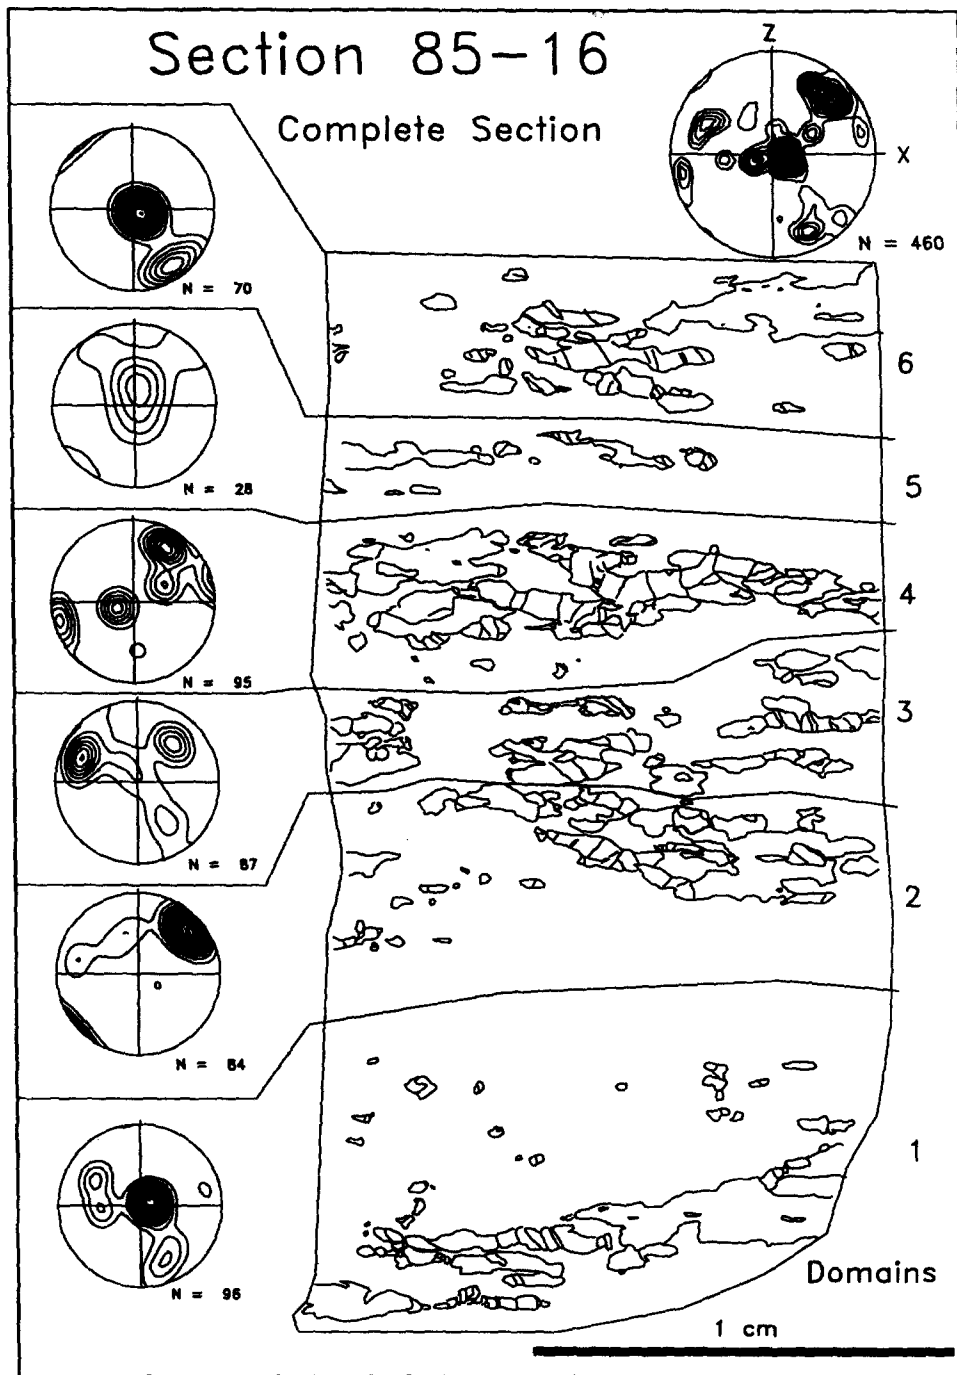 Section 85-16
Complete Section
Z
X
N = 460
N = 70
6
N = 28
5
N = 95
4
3
N = 87
2
N = 84
1
N = 96
Domains
1 cm